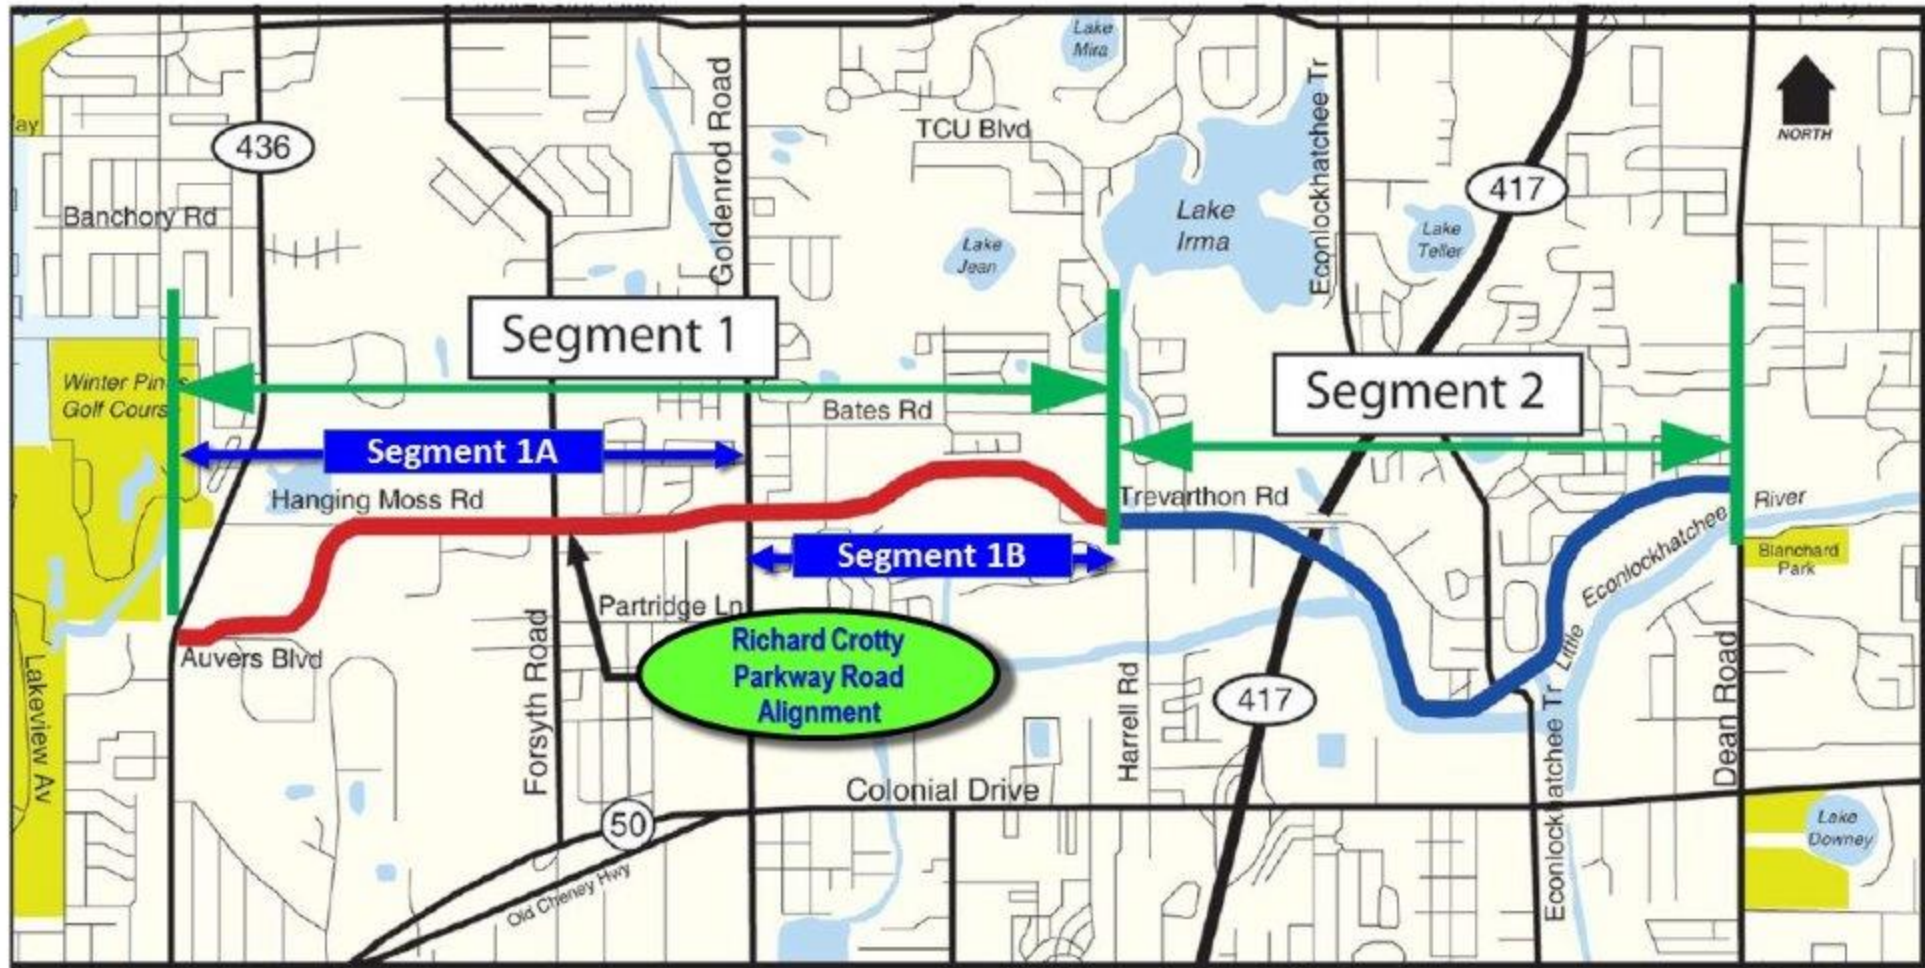 Lake
Mira
Goldenrod Road
Econlockhatchee Tr
NORTH
ay
436
TCU Blvd
417
Banchory Rd
Lake
Irma
Lake
Teller
Lake
Jean
Segment 1
Segment 2
Winter Pines
Golf Course
Bates Rd
Segment 1A
Hanging Moss Rd
Trevarthon Rd
River
Segment 1B
Econlockhatchee
Little
Blanchard
Park
Forsyth Road
Partridge Ln
Richard Crotty
Parkway Road
Alignment
Auvers Blvd
Lakeview Av
Harrell Rd
417
Econlockhatchee Tr
Dean Road
Colonial Drive
50
Old Cheney Hwy
Lake
Downey